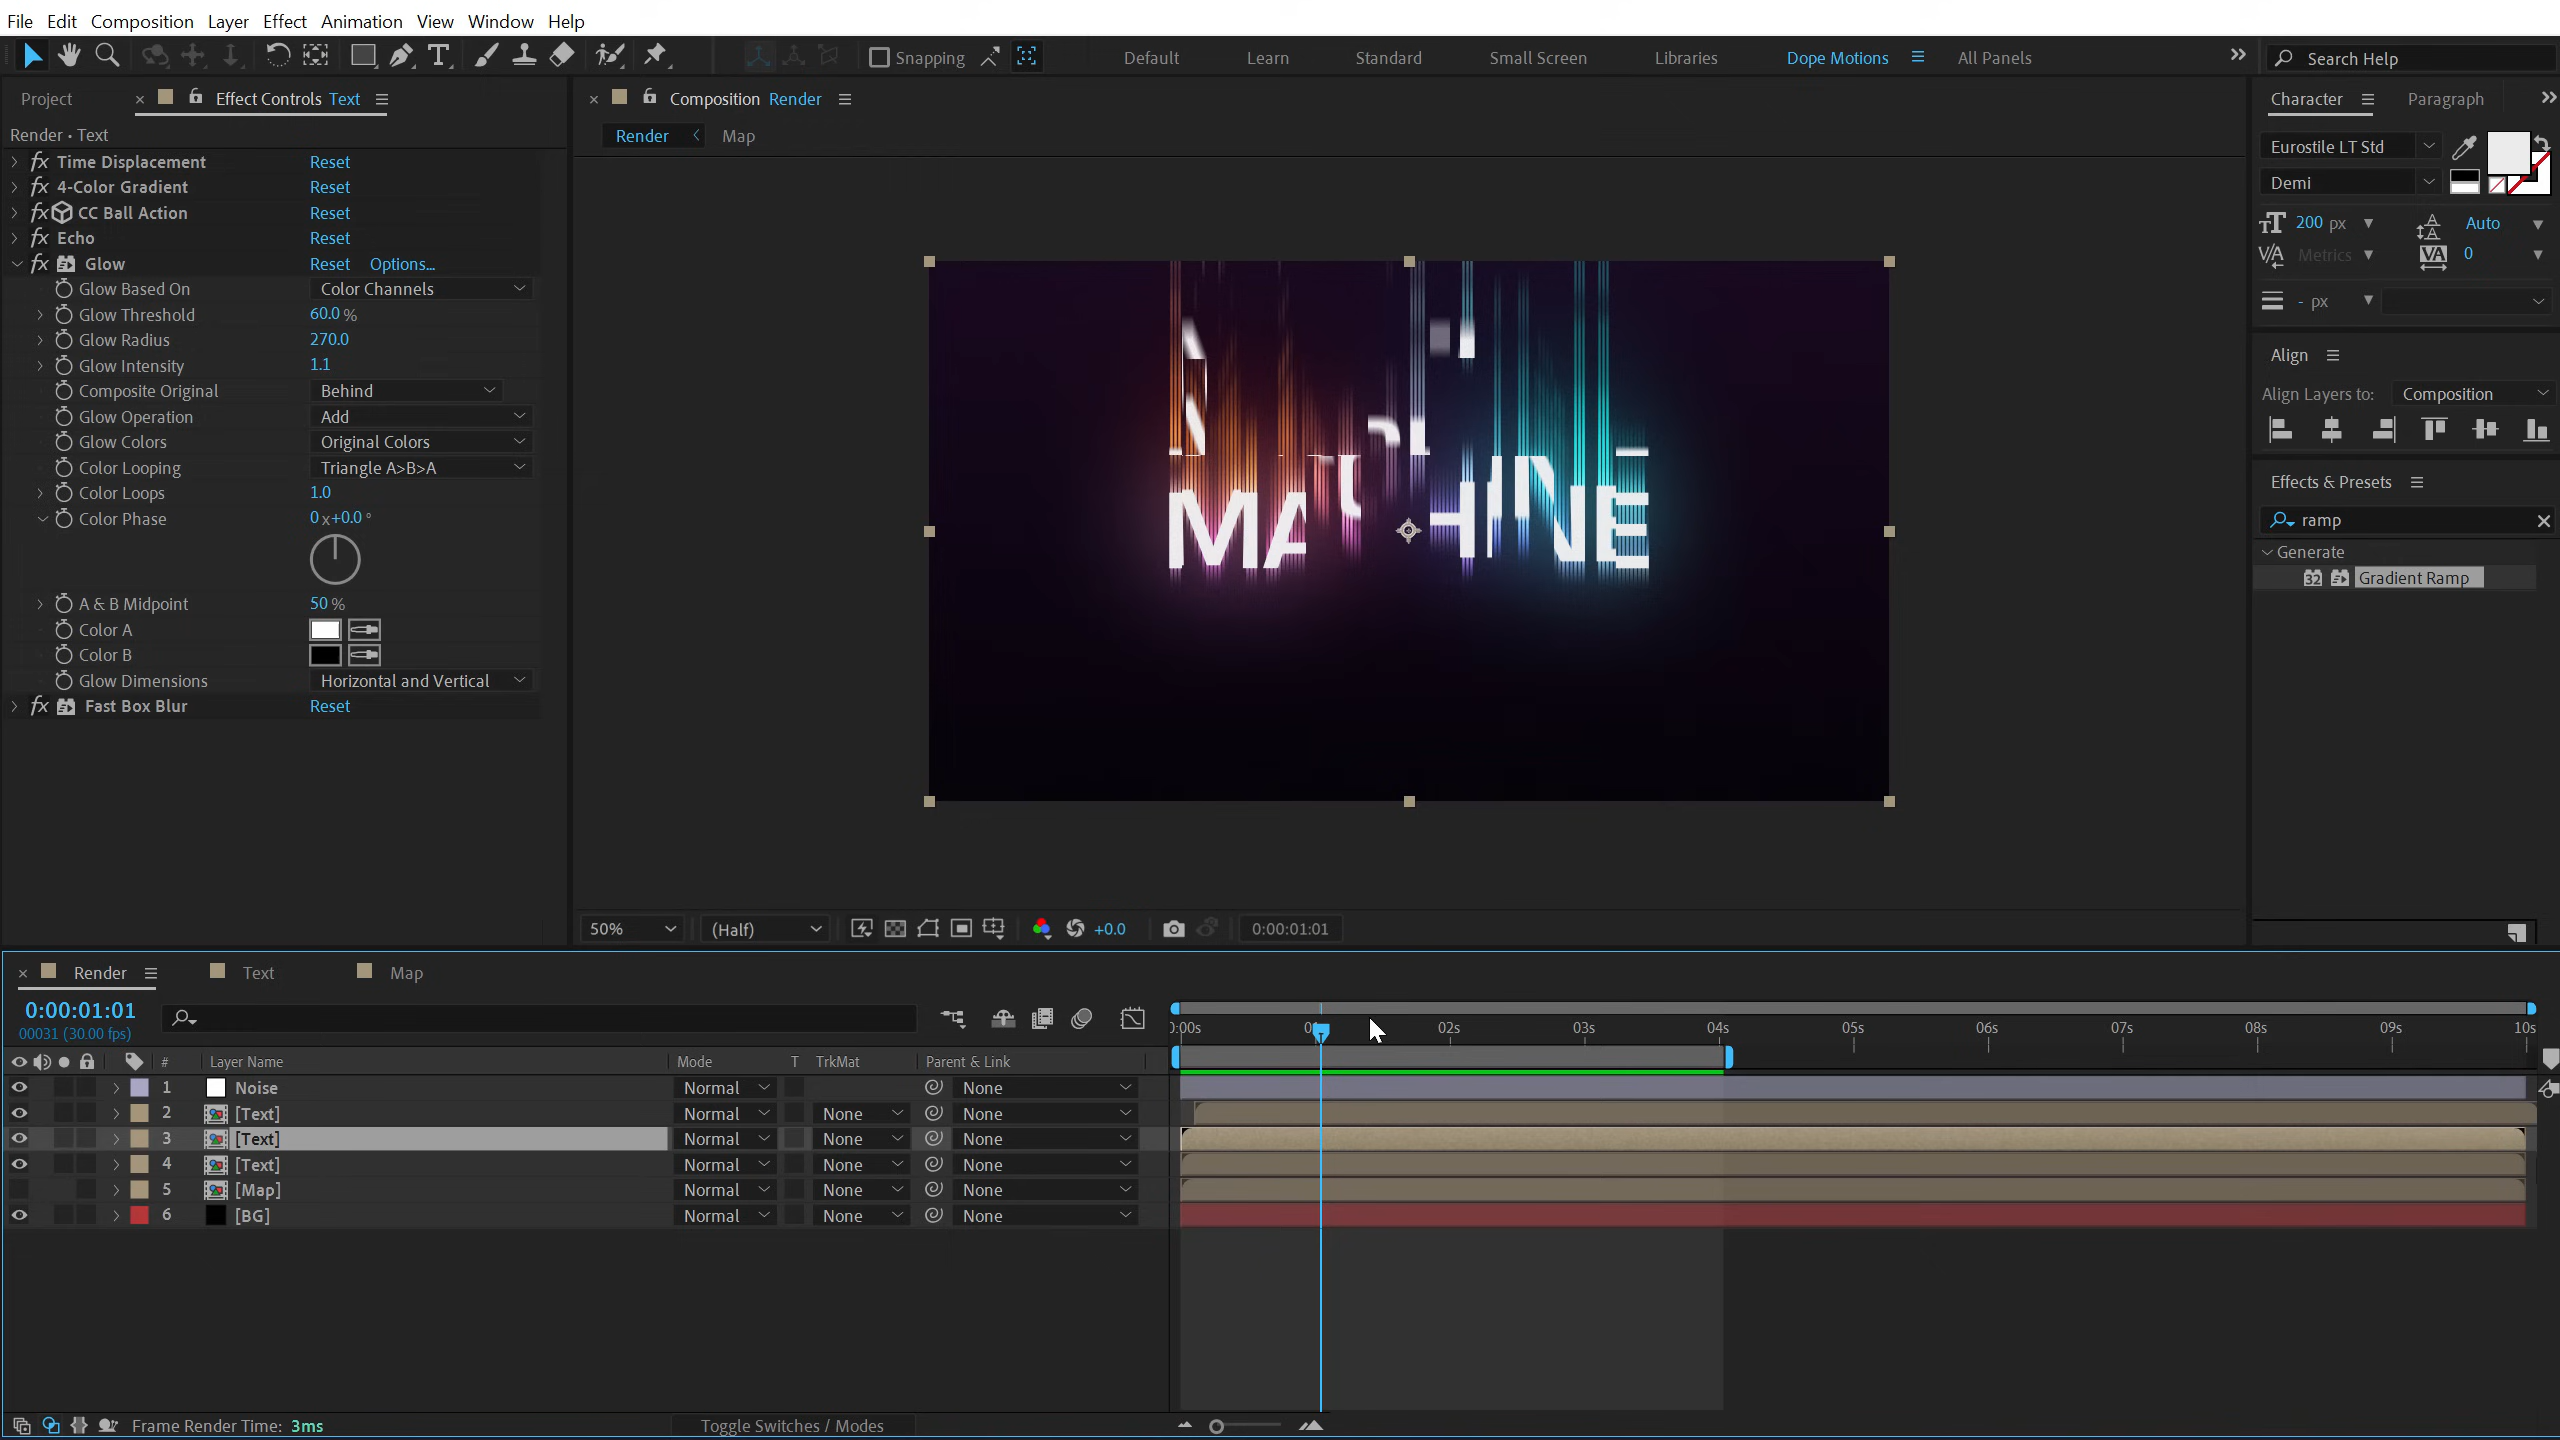 File Edit Composition Layer Effect Animation View Window Help
Snapping Default Learn Standard Small Screen Libraries Dope Motions All Panels Search Help
Project Effect Controls Text
Render • Text
Time Displacement Reset
4-Color Gradient Reset
CC Ball Action Reset
Echo Reset
Glow Reset Options...
Glow Based On Color Channels
Glow Threshold 60.0 %
Glow Radius 270.0
Glow Intensity 1.1
Composite Original Behind
Glow Operation Add
Glow Colors Original Colors
Color Looping Triangle A>B>A
Color Loops 1.0
Color Phase 0 x+0.0 °
A & B Midpoint 50 %
Color A
Color B
Glow Dimensions Horizontal and Vertical
Fast Box Blur Reset
Composition Render
Render Map
MACHINE
50% (Half) +0.0 0:00:01:01
Character Paragraph
Eurostile LT Std
Demi
200 px Auto
Metrics 0
- px
Align
Align Layers to: Composition
Effects & Presets
ramp
Generate
32 Gradient Ramp
Render Text Map
0:00:01:01
00031 (30.00 fps)
02s 03s 04s 05s 06s 07s 08s 09s 10s
# Layer Name Mode T TrkMat Parent & Link
1 Noise Normal None
2 [Text] Normal None None
3 [Text] Normal None None
4 [Text] Normal None None
5 [Map] Normal None None
6 [BG] Normal None None
Frame Render Time: 3ms Toggle Switches / Modes